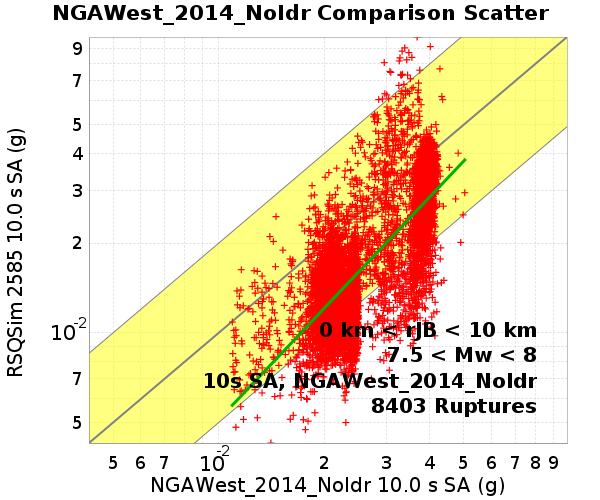 NGAWest_2014_NoIdr Comparison Scatter
RSQSim 2585 10.0 s SA (g)
9
7
5
4
3
2
10-2
7
5
0 km < rJB < 10 km
7.5 < Mw < 8
10s SA, NGAWest_2014_NoIdr
8403 Ruptures
5 6 7 10-2 2 3 4 5 6 7 8 9
NGAWest_2014_NoIdr 10.0 s SA (g)